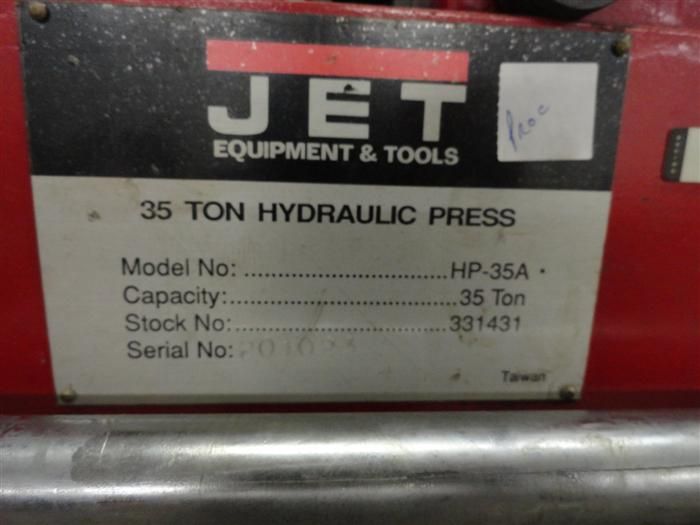 JET
EQUIPMENT & TOOLS
Proc
35 TON HYDRAULIC PRESS
Model No:..............................HP-35A
Capacity:.................................35 Ton
Stock No:................................331431
Serial No:
Taiwan